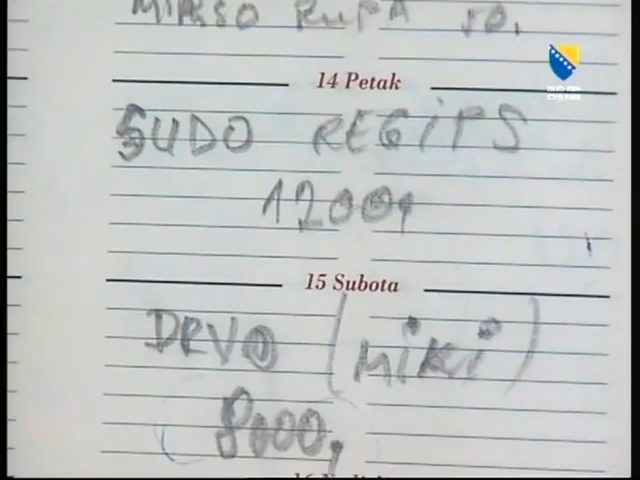 14 Petak
SUDO REGiPS
1200,
15 Subota
DRVO (miKi)
8000,